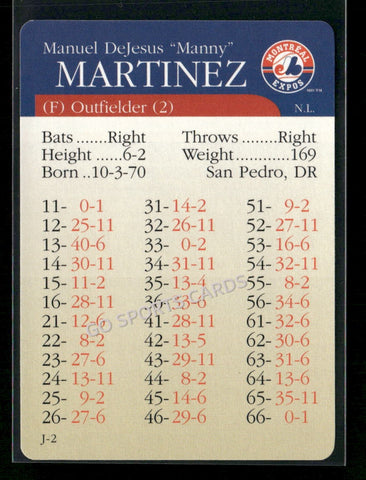 Manuel DeJesus "Manny"
MARTINEZ
MONTRÉAL
EXPOS
(F) Outfielder (2)
N.L.
Bats ........Right Throws ........Right
Height ......6-2 Weight............169
Born ..10-3-70 San Pedro, DR
11- 0-1 31-14-2 51- 9-2
12-25-11 32-26-11 52-27-11
13-40-6 33- 0-2 53-16-6
14-30-11 34-31-11 54-32-11
15-11-2 35-13-4 55- 8-2
16-28-11 36-33-6 56-34-6
21-12-6 41-28-11 61-32-6
22- 8-2 42-13-5 62-30-6
23-27-6 43-29-11 63-31-6
24-13-11 44- 8-2 64-13-6
25- 9-2 45-14-6 65-35-11
26-27-6 46-29-6 66- 0-1
J-2
GO SPORTS CARDS